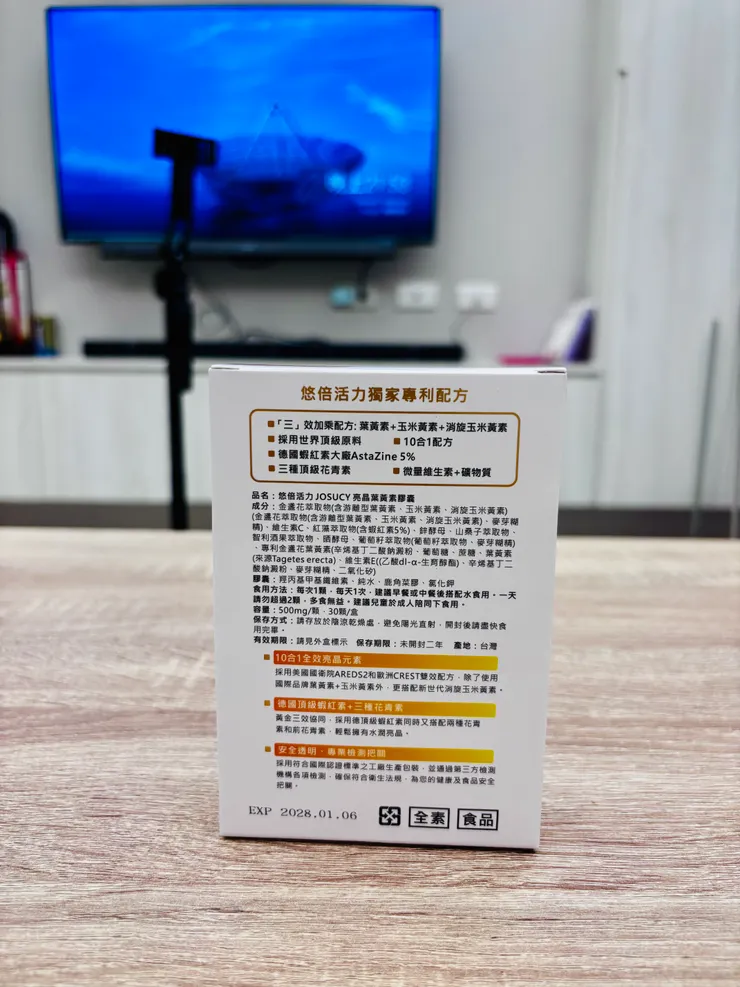 悠倍活力獨家專利配方
「三」效加乘配方: 葉黃素+玉米黃素+消旋玉米黃素
採用世界頂級原料 10合1配方
德國蝦紅素大廠AstaZine 5%
三種頂級花青素 微量維生素+礦物質
品名：悠倍活力 JOSUCY 亮晶葉黃素膠囊
成分：金盞花萃取物(含游離型葉黃素、玉米黃素、消旋玉米黃素)
(金盞花萃取物(含游離型葉黃素、玉米黃素、消旋玉米黃素)、麥芽糊
精)、維生素C、紅藻萃取物(含蝦紅素5%)、鋅酵母、山桑子萃取物、
智利酒果萃取物、硒酵母、葡萄籽萃取物(葡萄籽萃取物、麥芽糊精)
、專利金盞花葉黃素(辛烯基丁二酸鈉澱粉、葡萄糖、蔗糖、葉黃素
(來源Tagetes erecta)、維生素E((乙酸dl-α-生育醇酯)、辛烯基丁二
酸鈉澱粉、麥芽糊精、二氧化矽)
膠囊：羥丙基甲基纖維素、純水、鹿角菜膠、氯化鉀
食用方法：每次1顆，每天1次，建議早餐或中餐後搭配水食用。一天
請勿超過2顆，多食無益。建議兒童於成人陪同下食用。
容量：500mg/顆、30顆/盒
保存方式：請存放於陰涼乾燥處，避免陽光直射，開封後請盡快食
用完畢。
有效期限：請見外盒標示 保存期限：未開封二年 產地：台灣
10合1全效亮晶元素
採用美國國衛院AREDS2和歐洲CREST雙效配方，除了使用
國際品牌葉黃素+玉米黃素外，更搭配新世代消旋玉米黃素。
德國頂級蝦紅素+三種花青素
黃金三效協同，採用德頂級蝦紅素同時又搭配兩種花青
素和前花青素，輕鬆擁有水潤亮晶。
安全透明，專業檢測把關
採用符合國際認證標準之工廠生產包裝，並通過第三方檢測
機構各項檢測，確保符合衛生法規，為您的健康及食品安全
把關。
EXP 2028.01.06 全素 食品